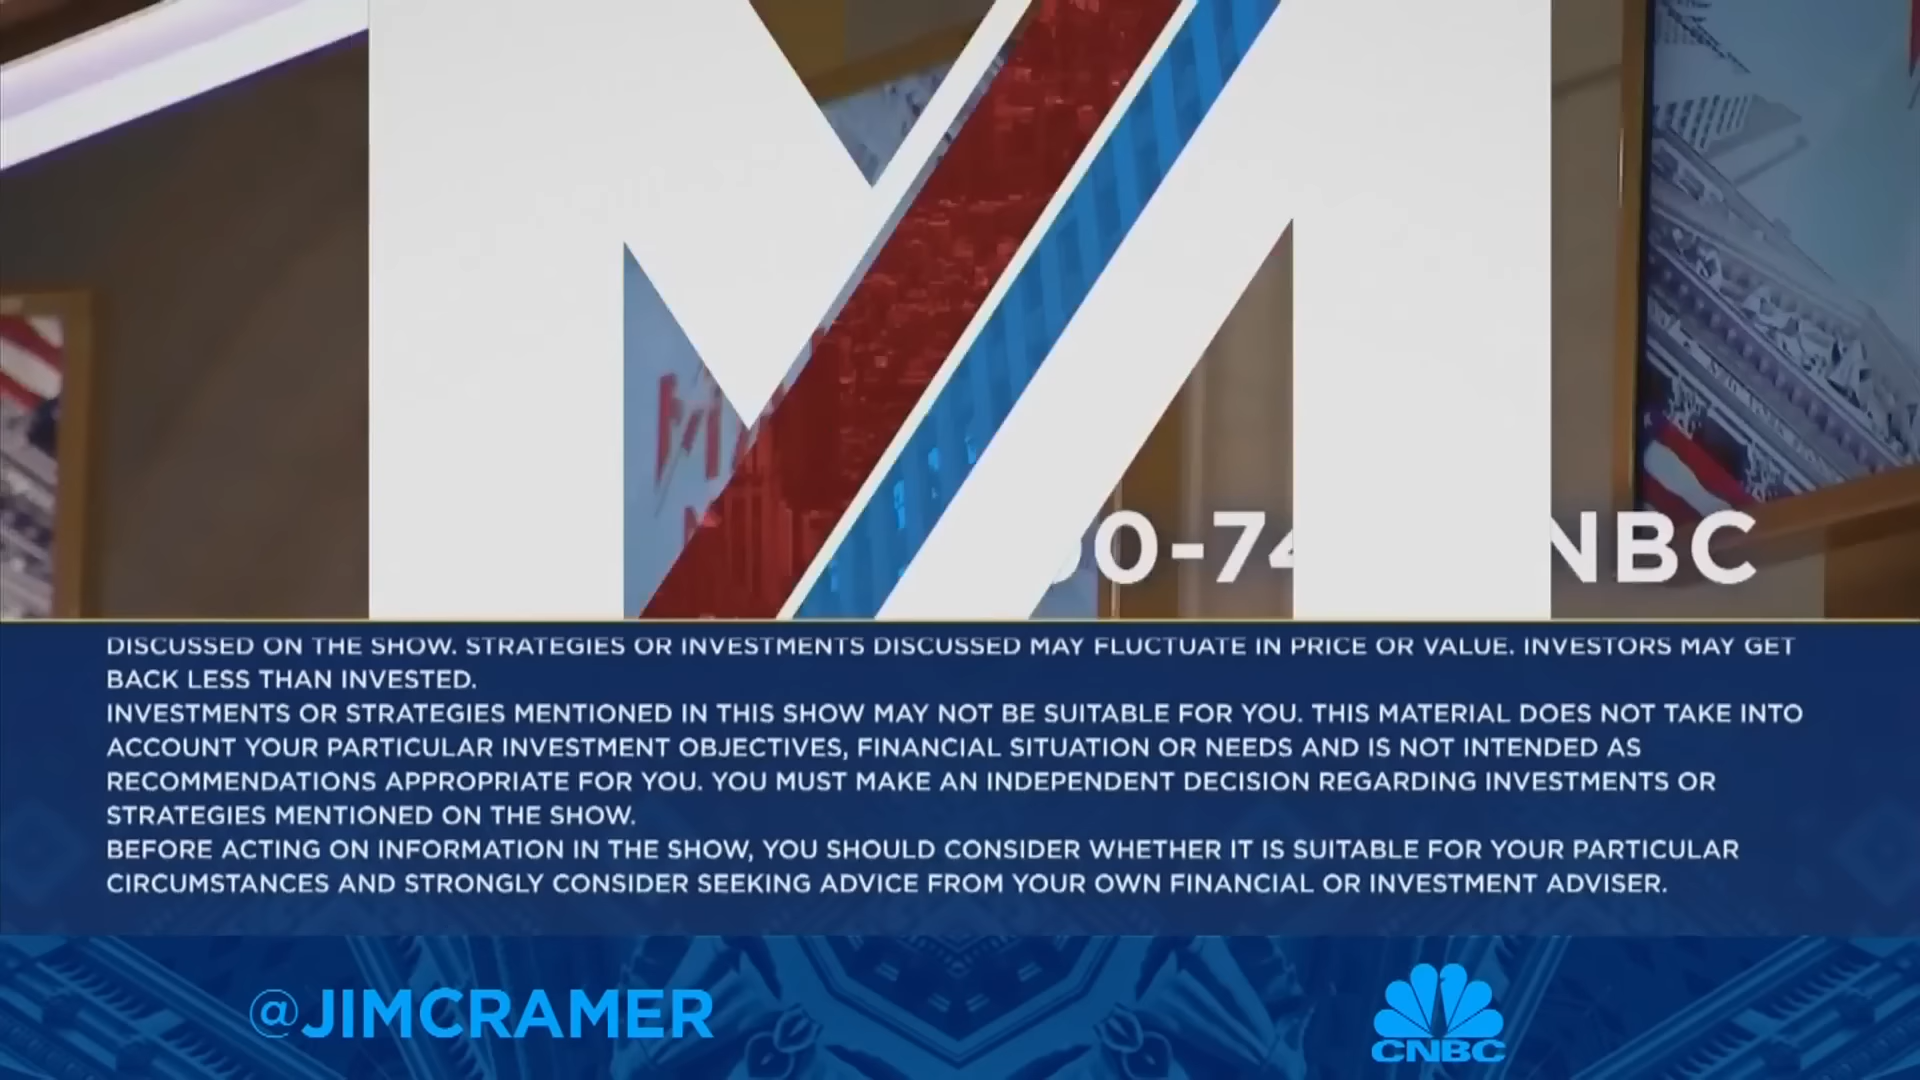 M
0-74
NBC
DISCUSSED ON THE SHOW. STRATEGIES OR INVESTMENTS DISCUSSED MAY FLUCTUATE IN PRICE OR VALUE. INVESTORS MAY GET
BACK LESS THAN INVESTED.
INVESTMENTS OR STRATEGIES MENTIONED IN THIS SHOW MAY NOT BE SUITABLE FOR YOU. THIS MATERIAL DOES NOT TAKE INTO
ACCOUNT YOUR PARTICULAR INVESTMENT OBJECTIVES, FINANCIAL SITUATION OR NEEDS AND IS NOT INTENDED AS
RECOMMENDATIONS APPROPRIATE FOR YOU. YOU MUST MAKE AN INDEPENDENT DECISION REGARDING INVESTMENTS OR
STRATEGIES MENTIONED ON THE SHOW.
BEFORE ACTING ON INFORMATION IN THE SHOW, YOU SHOULD CONSIDER WHETHER IT IS SUITABLE FOR YOUR PARTICULAR
CIRCUMSTANCES AND STRONGLY CONSIDER SEEKING ADVICE FROM YOUR OWN FINANCIAL OR INVESTMENT ADVISER.
@JIMCRAMER
CNBC